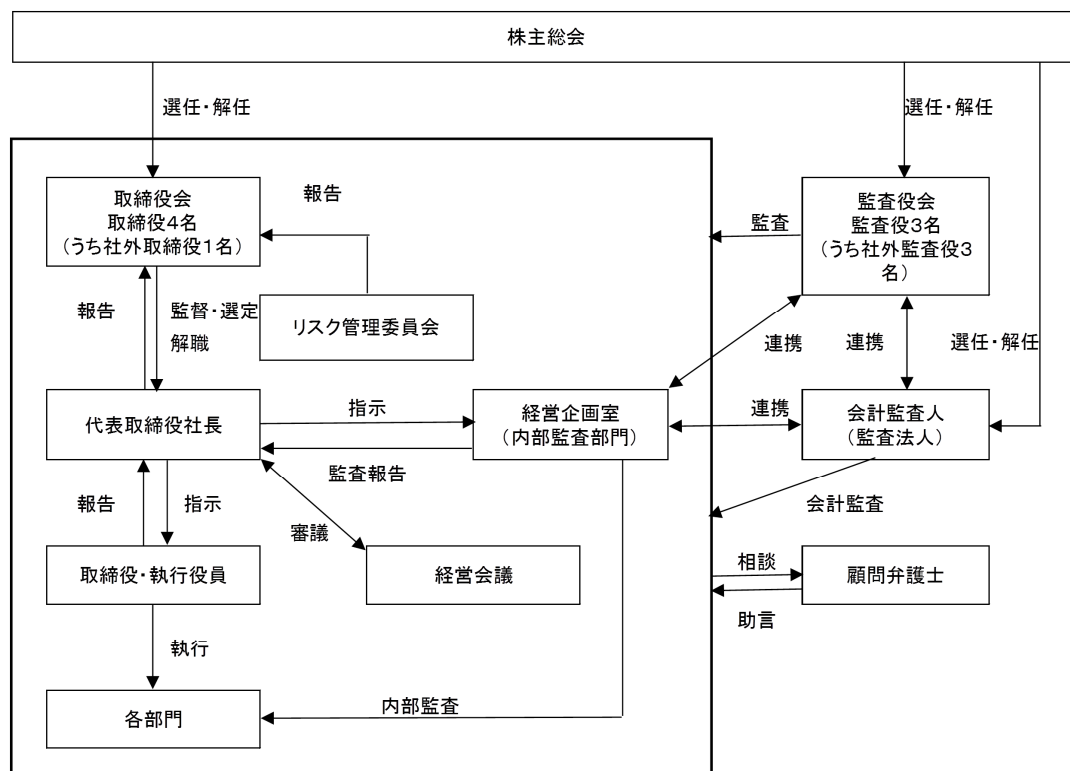 株主総会
選任・解任
選任・解任
取締役会
取締役4名
（うち社外取締役1名）
報告
監査
監査役会
監査役3名
（うち社外監査役3
名）
報告
監督・選定
解職
リスク管理委員会
連携
連携
選任・解任
代表取締役社長
指示
経営企画室
（内部監査部門）
連携
会計監査人
（監査法人）
監査報告
報告
指示
審議
会計監査
取締役・執行役員
経営会議
相談
顧問弁護士
助言
執行
各部門
内部監査